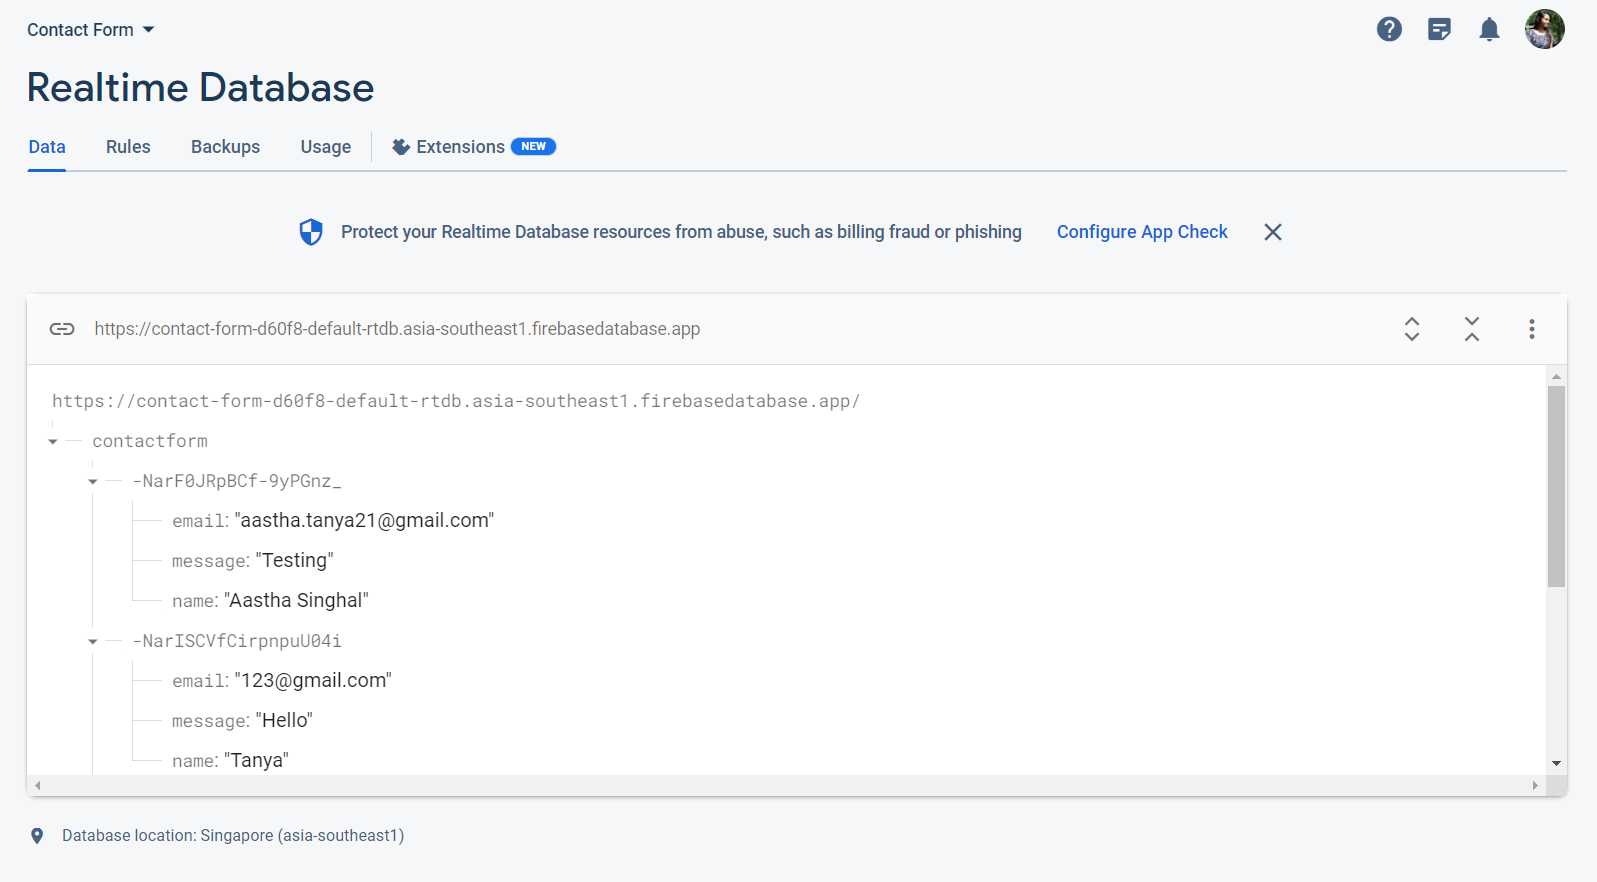 Contact Form
Realtime Database
Data Rules Backups Usage Extensions NEW
Protect your Realtime Database resources from abuse, such as billing fraud or phishing Configure App Check
https://contact-form-d60f8-default-rtdb.asia-southeast1.firebasedatabase.app
https://contact-form-d60f8-default-rtdb.asia-southeast1.firebasedatabase.app/
contactform
-NarF0JRpBCf-9yPGnz_
email: "aastha.tanya21@gmail.com"
message: "Testing"
name: "Aastha Singhal"
-NarISCVfCirpnpuU04i
email: "123@gmail.com"
message: "Hello"
name: "Tanya"
Database location: Singapore (asia-southeast1)